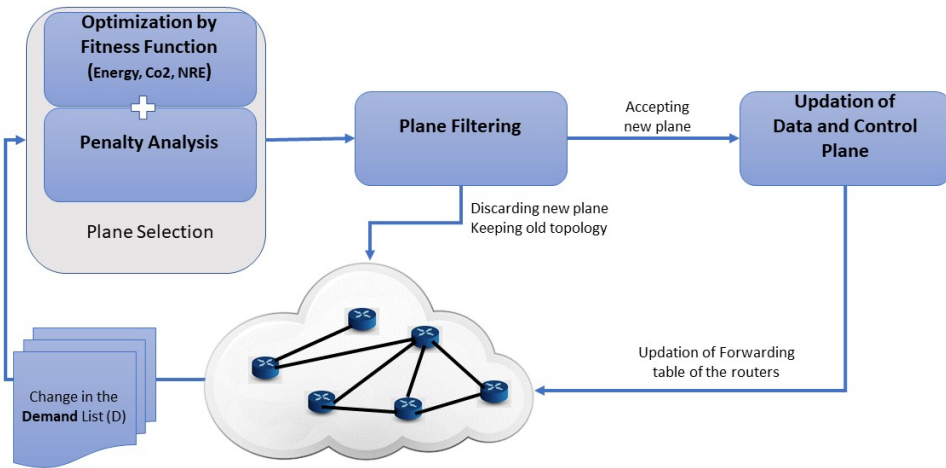 Optimization by
Fitness Function
(Energy, Co2, NRE)
Penalty Analysis
Plane Selection
Plane Filtering
Accepting
new plane
Updation of
Data and Control
Plane
Discarding new plane
Keeping old topology
Updation of Forwarding
table of the routers
Change in the
Demand List (D)